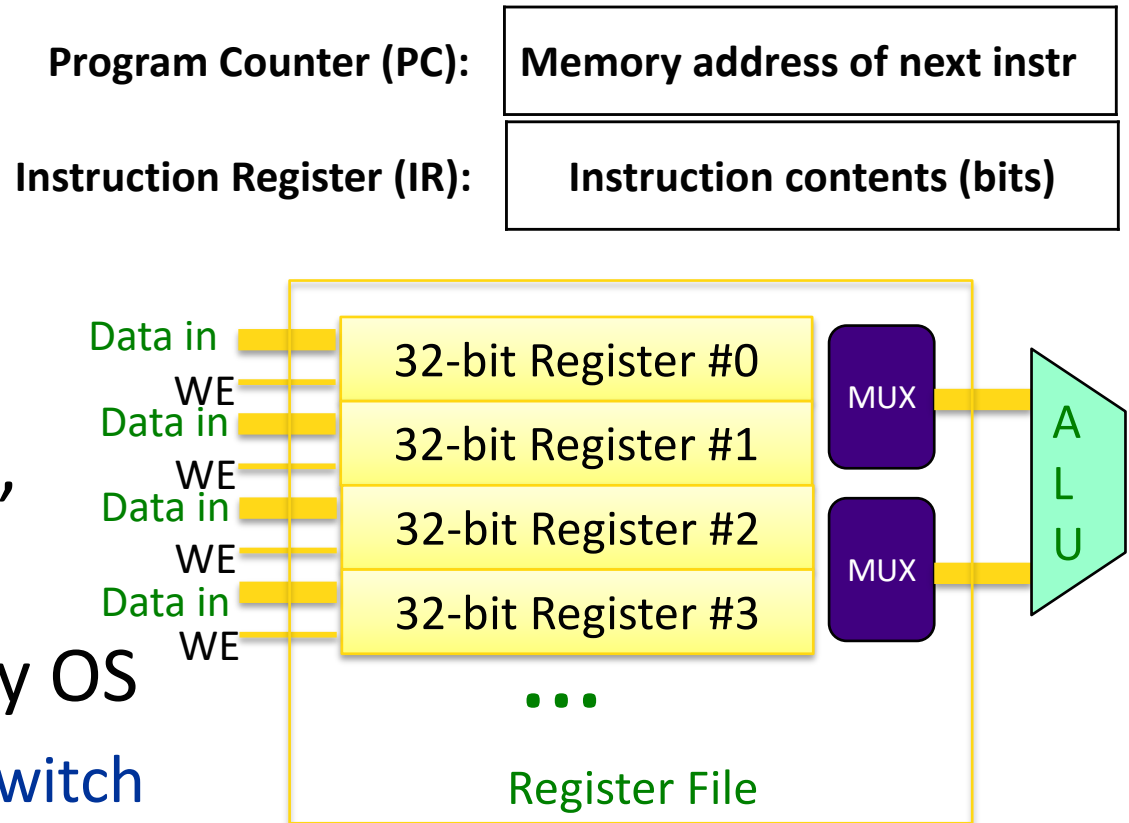 Program Counter (PC): Memory address of next instr
Instruction Register (IR): Instruction contents (bits)
Data in
32-bit Register #0
WE
MUX
Data in
32-bit Register #1
WE
,
Data in
32-bit Register #2
WE
MUX
Data in
32-bit Register #3
WE
A
L
U
y OS
...
witch
Register File